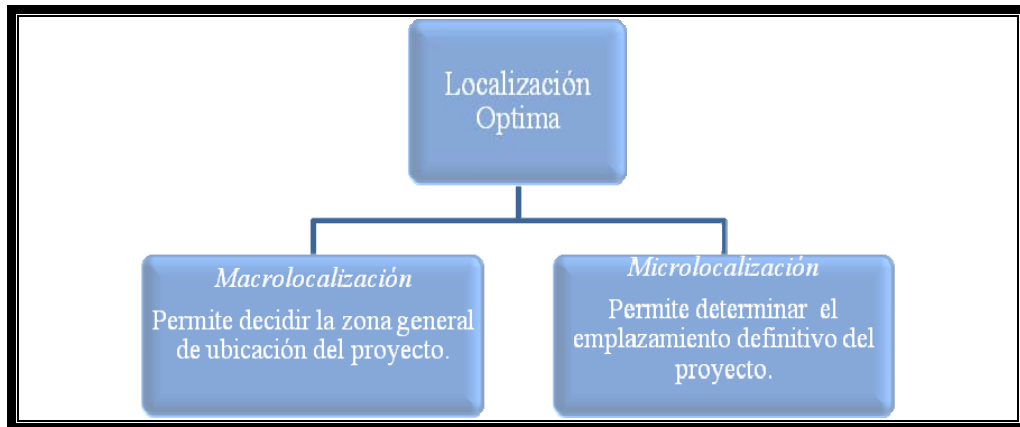 Localización
Optima
Macrolocalización
Permite decidir la zona general
de ubicación del proyecto.
Microlocalización
Permite determinar el
emplazamiento definitivo del
proyecto.